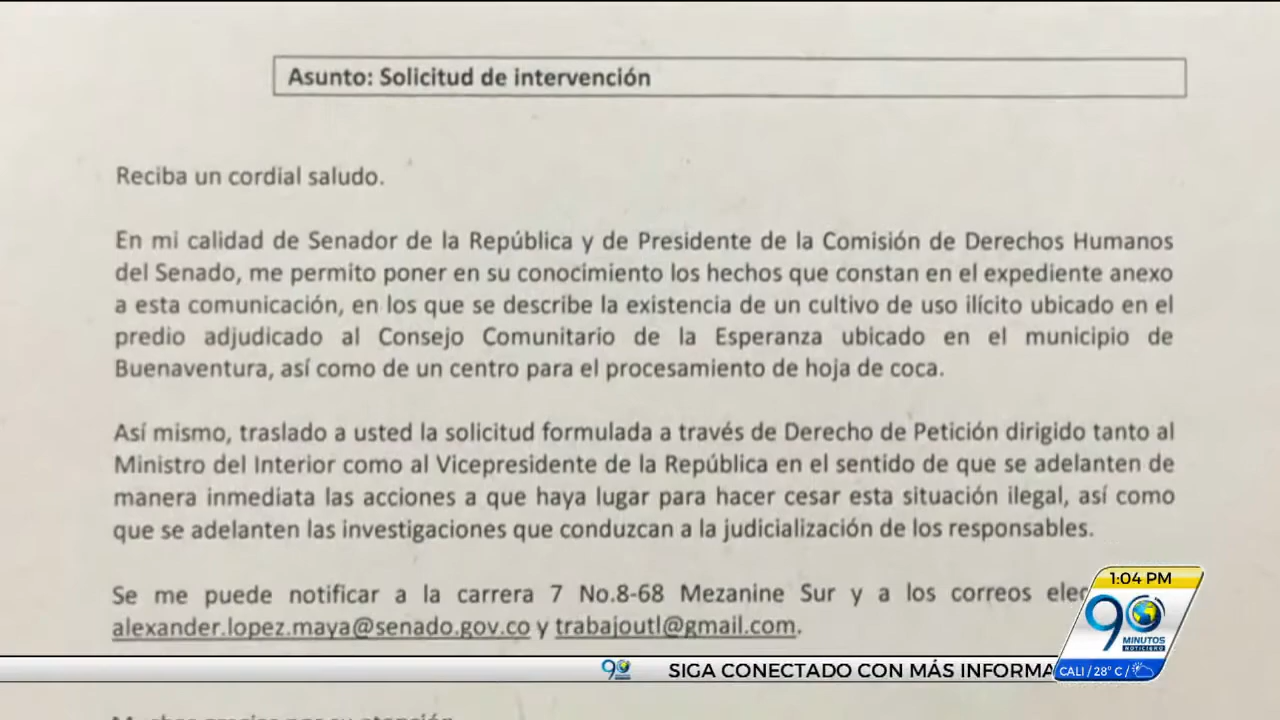 Asunto: Solicitud de intervención
Reciba un cordial saludo.
En mi calidad de Senador de la República y de Presidente de la Comisión de Derechos Humanos
del Senado, me permito poner en su conocimiento los hechos que constan en el expediente anexo
a esta comunicación, en los que se describe la existencia de un cultivo de uso ilícito ubicado en el
predio adjudicado al Consejo Comunitario de la Esperanza ubicado en el municipio de
Buenaventura, así como de un centro para el procesamiento de hoja de coca.
Así mismo, traslado a usted la solicitud formulada a través de Derecho de Petición dirigido tanto al
Ministro del Interior como al Vicepresidente de la República en el sentido de que se adelanten de
manera inmediata las acciones a que haya lugar para hacer cesar esta situación ilegal, así como
que se adelanten las investigaciones que conduzcan a la judicialización de los responsables.
Se me puede notificar a la carrera 7 No.8-68 Mezanine Sur y a los correos elec
alexander.lopez.maya@senado.gov.co y trabajoutl@gmail.com.
1:04 PM
90
MINUTOS
NOTICIERO
CALI / 28° C /
90
SIGA CONECTADO CON MÁS INFORMA